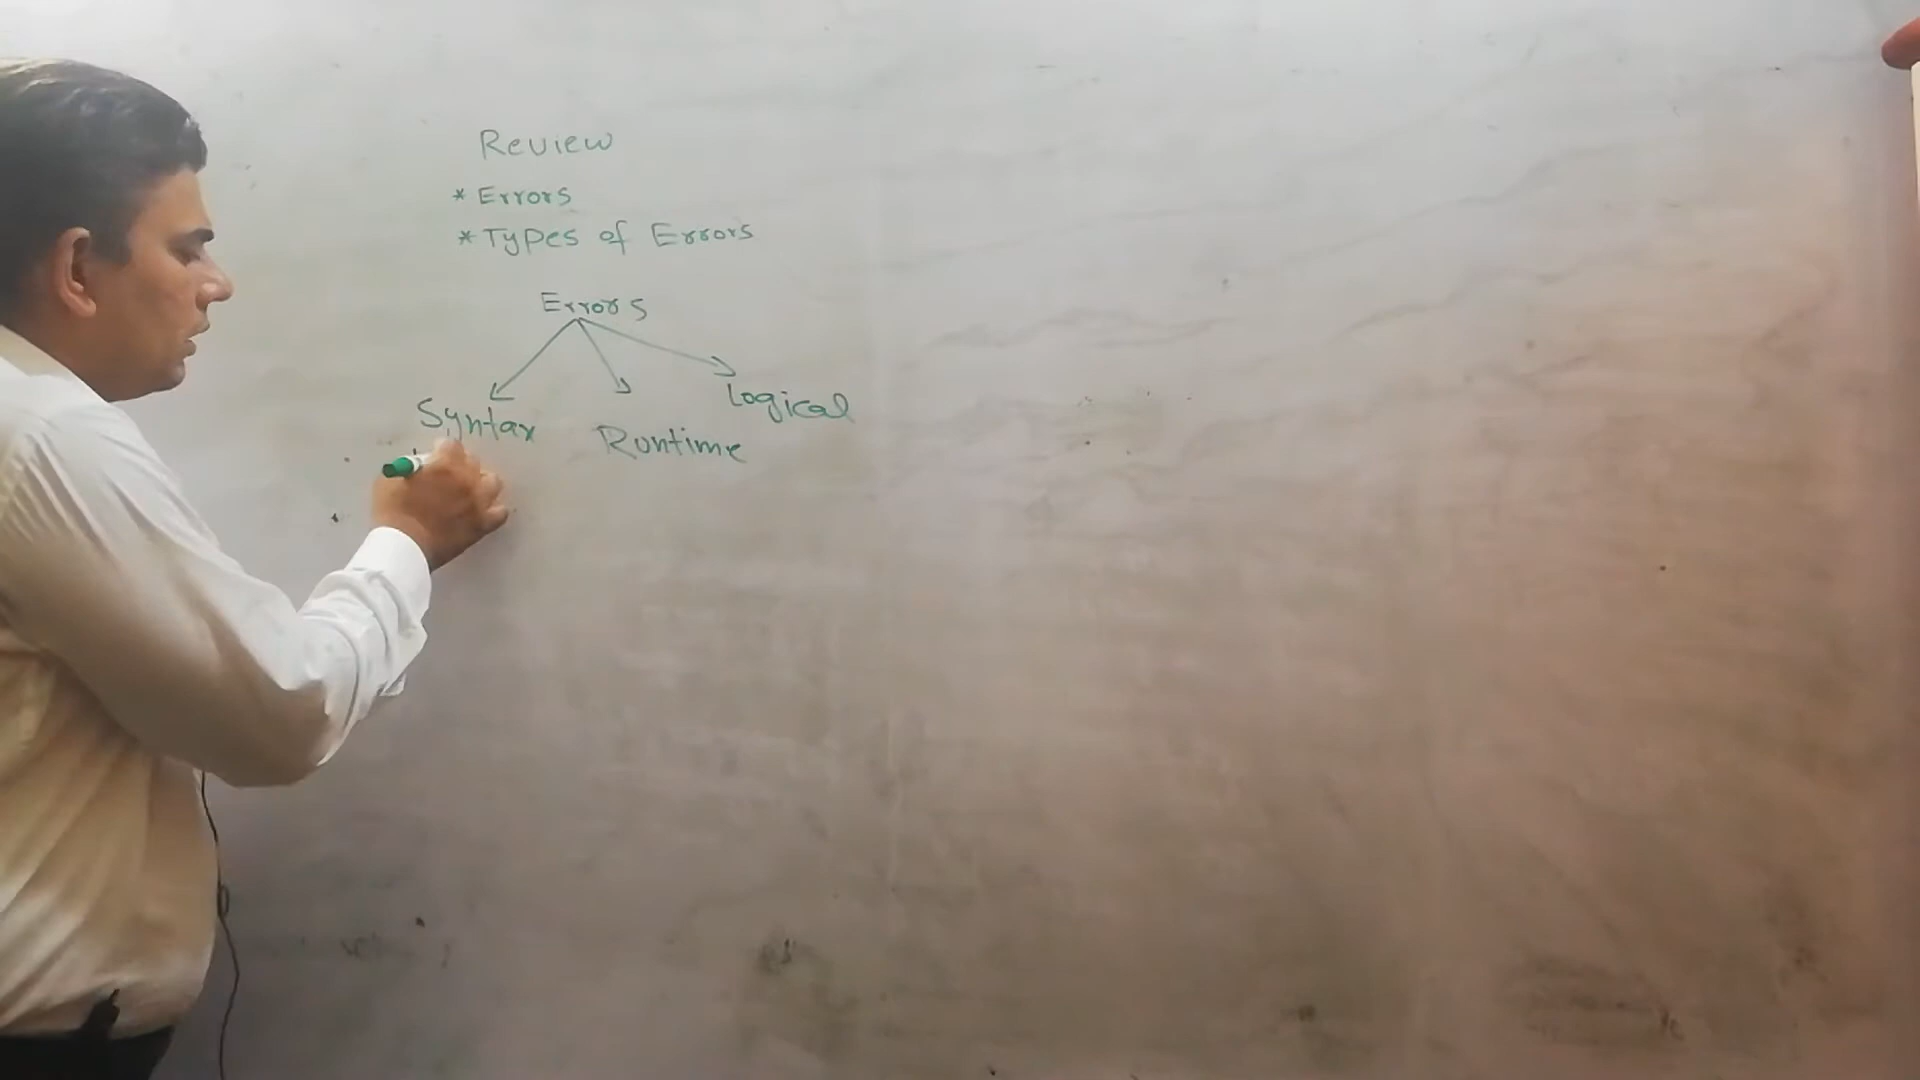 Review
* Errors
* Types of Errors
Errors
Syntax Runtime Logical